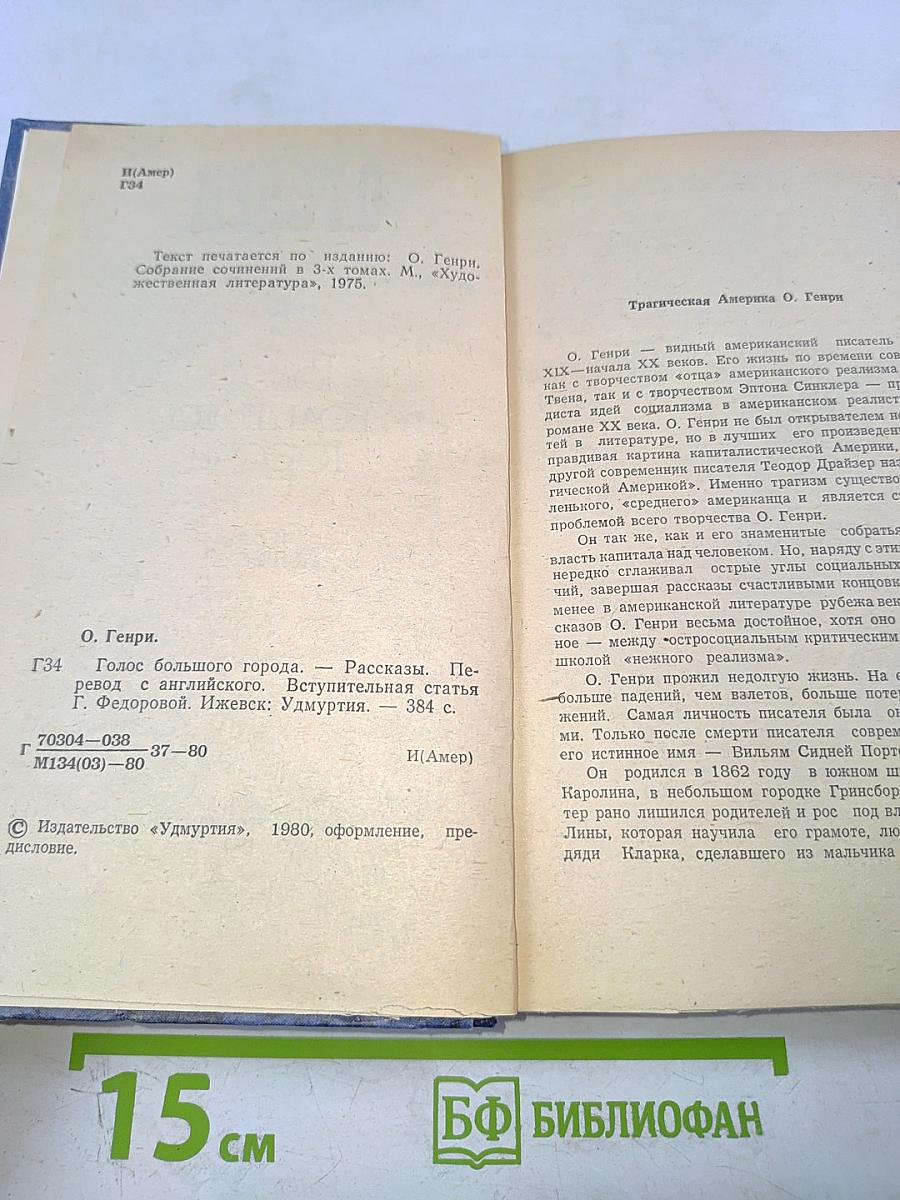 И(Амер)
Г34
Текст печатается по изданию: О. Генри.
Собрание сочинений в 3-х томах. М., «Худо-
жественная литература», 1975.
О. Генри.
Г34 Голос большого города. — Рассказы. Пе-
ревод с английского. Вступительная статья
Г. Федоровой. Ижевск: Удмуртия. — 384 с.
Г 70304—038 37—80
М134(03)—80
И(Амер)
© Издательство «Удмуртия», 1980, оформление, пре-
дисловие.
Трагическая Америка О. Генри
О. Генри — видный американский писатель
XIX—начала XX веков. Его жизнь по времени сов
как с творчеством «отца» американского реализма
Твена, так и с творчеством Эптона Синклера — пр
диста идей социализма в американском реалист
романе XX века. О. Генри не был открывателем но
тей в литературе, но в лучших его произведен
правдивая картина капиталистической Америки,
другой современник писателя Теодор Драйзер наз
гической Америкой». Именно трагизм существо
ленького, «среднего» американца и является с
проблемой всего творчества О. Генри.
Он так же, как и его знаменитые собратья
власть капитала над человеком. Но, наряду с эти
нередко сглаживал острые углы социальных
чий, завершая рассказы счастливыми концовк
менее в американской литературе рубежа век
сказов О. Генри весьма достойное, хотя оно
ное — между остросоциальным критическим
школой «нежного реализма».
О. Генри прожил недолгую жизнь. На е
больше падений, чем взлетов, больше поте
жений. Самая личность писателя была ок
ми. Только после смерти писателя соврем
его истинное имя — Вильям Сидней Порте
Он родился в 1862 году в южном ш
Каролина, в небольшом городке Гринсбор
тер рано лишился родителей и рос под вл
Лины, которая научила его грамоте, лю
дяди Кларка, сделавшего из мальчика
15 см
БФ БИБЛИОФАН